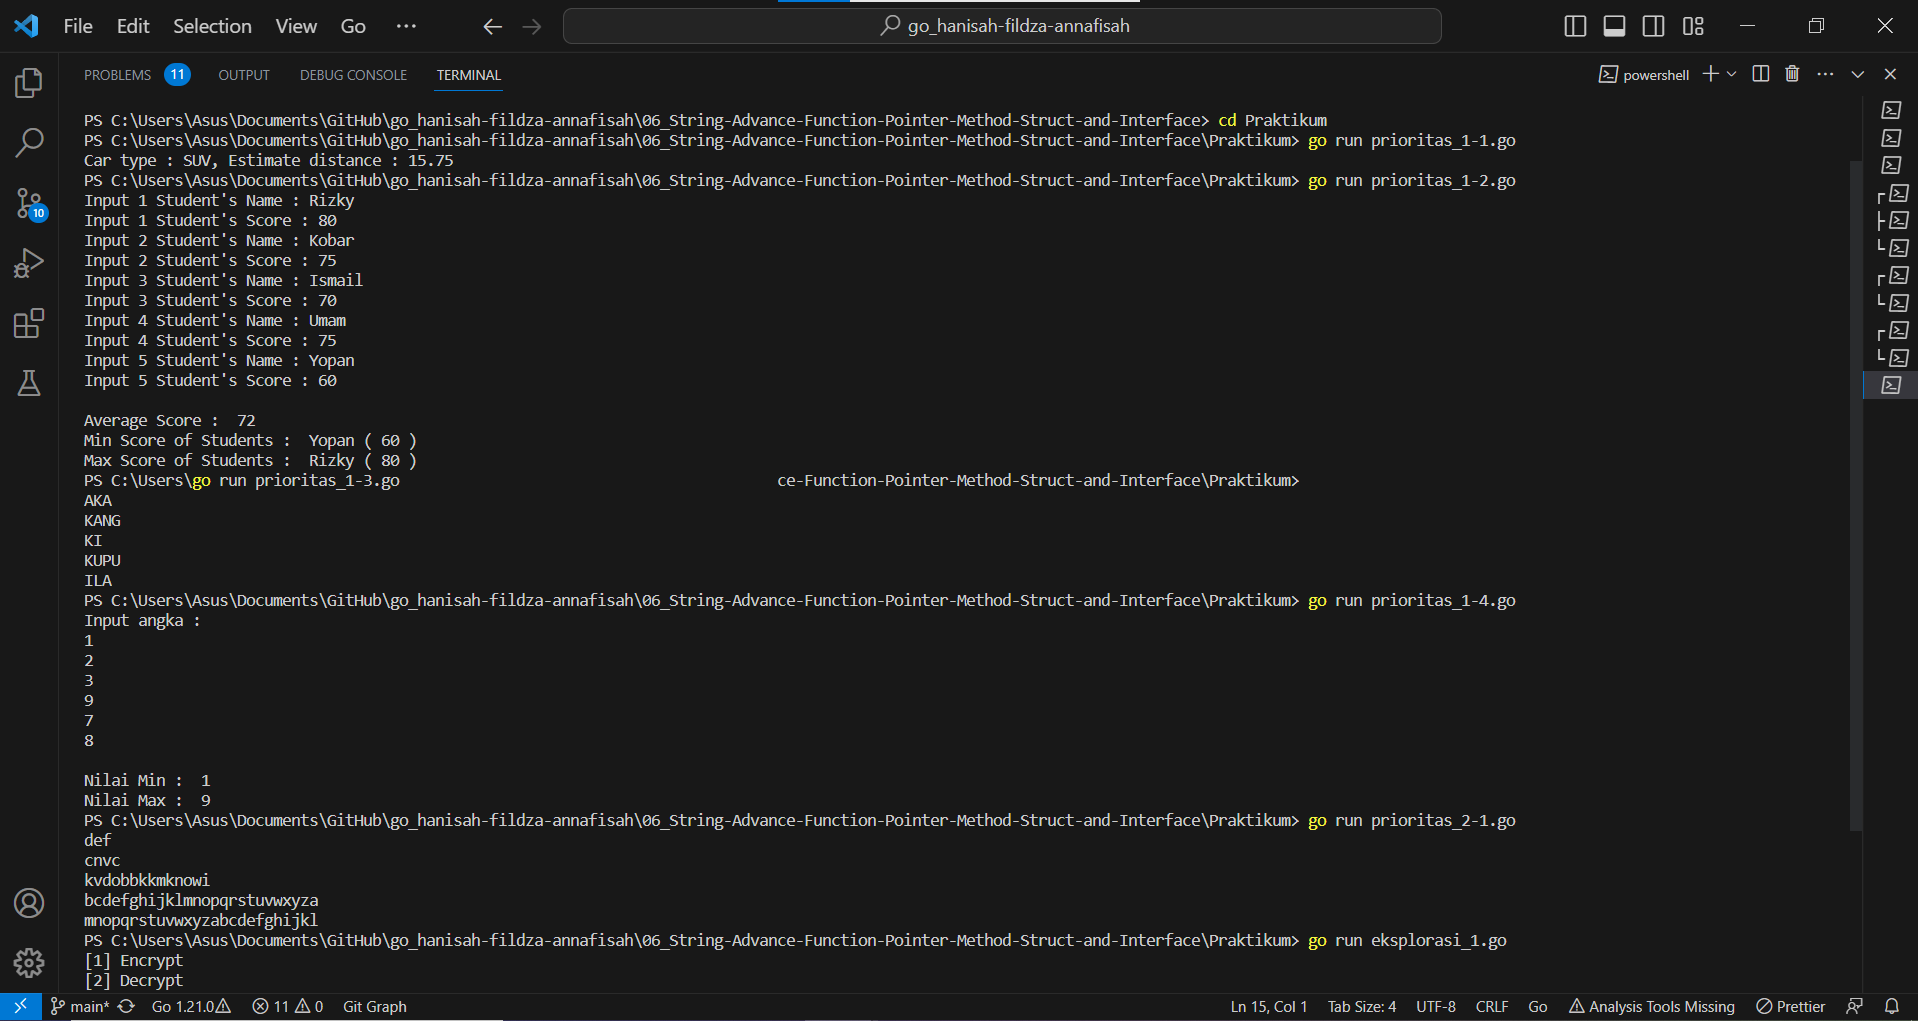 File Edit Selection View Go ··· go_hanisah-fildza-annafisah
PROBLEMS 11 OUTPUT DEBUG CONSOLE TERMINAL powershell
PS C:\Users\Asus\Documents\GitHub\go_hanisah-fildza-annafisah\06_String-Advance-Function-Pointer-Method-Struct-and-Interface> cd Praktikum
PS C:\Users\Asus\Documents\GitHub\go_hanisah-fildza-annafisah\06_String-Advance-Function-Pointer-Method-Struct-and-Interface\Praktikum> go run prioritas_1-1.go
Car type : SUV, Estimate distance : 15.75
PS C:\Users\Asus\Documents\GitHub\go_hanisah-fildza-annafisah\06_String-Advance-Function-Pointer-Method-Struct-and-Interface\Praktikum> go run prioritas_1-2.go
Input 1 Student's Name : Rizky
Input 1 Student's Score : 80
Input 2 Student's Name : Kobar
Input 2 Student's Score : 75
Input 3 Student's Name : Ismail
Input 3 Student's Score : 70
Input 4 Student's Name : Umam
Input 4 Student's Score : 75
Input 5 Student's Name : Yopan
Input 5 Student's Score : 60
Average Score :  72
Min Score of Students :  Yopan ( 60 )
Max Score of Students :  Rizky ( 80 )
PS C:\Users\go run prioritas_1-3.go ce-Function-Pointer-Method-Struct-and-Interface\Praktikum>
AKA
KANG
KI
KUPU
ILA
PS C:\Users\Asus\Documents\GitHub\go_hanisah-fildza-annafisah\06_String-Advance-Function-Pointer-Method-Struct-and-Interface\Praktikum> go run prioritas_1-4.go
Input angka :
1
2
3
9
7
8
Nilai Min :  1
Nilai Max :  9
PS C:\Users\Asus\Documents\GitHub\go_hanisah-fildza-annafisah\06_String-Advance-Function-Pointer-Method-Struct-and-Interface\Praktikum> go run prioritas_2-1.go
def
cnvc
kvdobbkkmknowi
bcdefghijklmnopqrstuvwxyza
mnopqrstuvwxyzabcdefghijkl
PS C:\Users\Asus\Documents\GitHub\go_hanisah-fildza-annafisah\06_String-Advance-Function-Pointer-Method-Struct-and-Interface\Praktikum> go run eksplorasi_1.go
[1] Encrypt
[2] Decrypt
10
main* Go 1.21.0 11 0 Git Graph Ln 15, Col 1 Tab Size: 4 UTF-8 CRLF Go Analysis Tools Missing Prettier